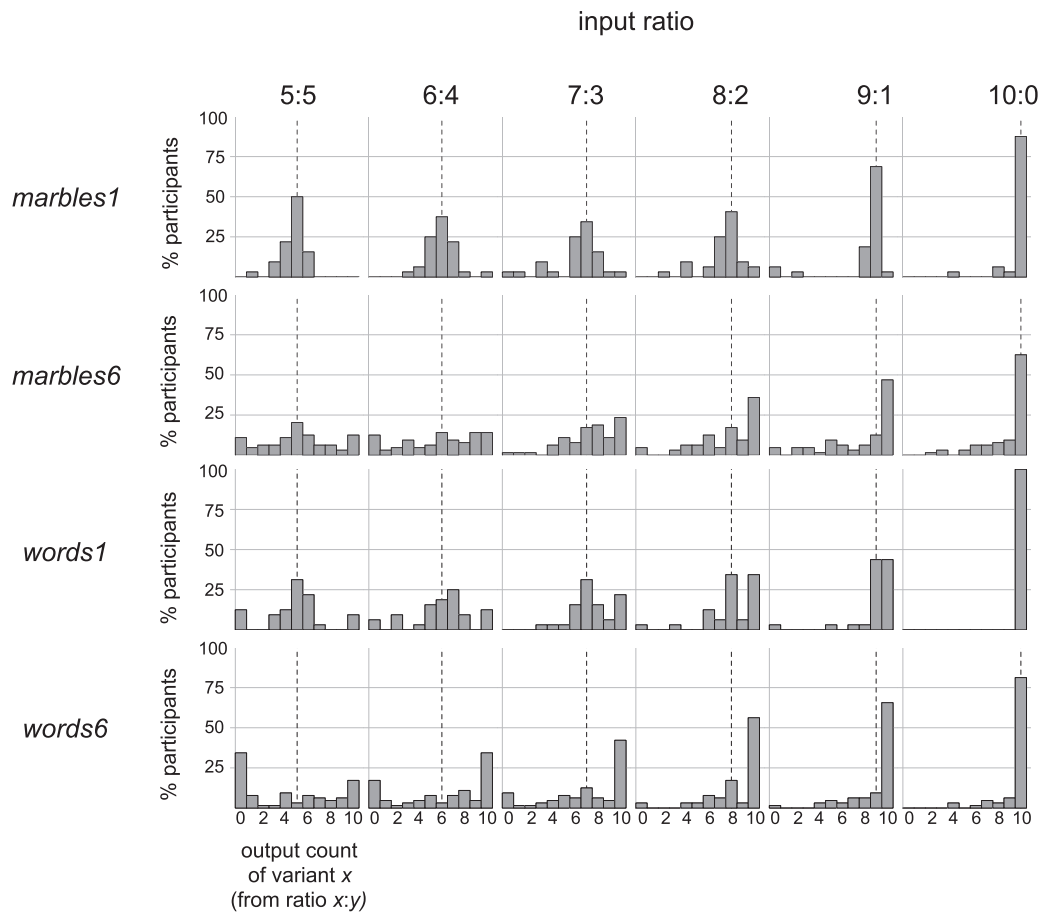 input ratio
5:5 6:4 7:3 8:2 9:1 10:0
marbles1
% participants
100
75
50
25
marbles6
% participants
100
75
50
25
words1
% participants
100
75
50
25
words6
% participants
100
75
50
25
0 2 4 6 8 10 0 2 4 6 8 10 0 2 4 6 8 10 0 2 4 6 8 10 0 2 4 6 8 10 0 2 4 6 8 10
output count
of variant x
(from ratio x:y)